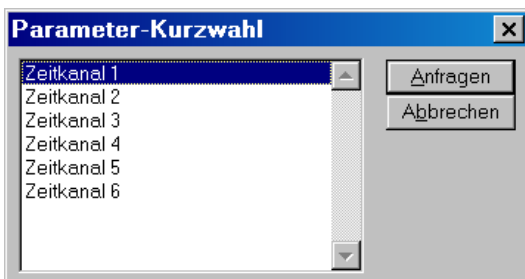 Parameter-Kurzwahl
Zeitkanal 1
Zeitkanal 2
Zeitkanal 3
Zeitkanal 4
Zeitkanal 5
Zeitkanal 6
Anfragen
Abbrechen